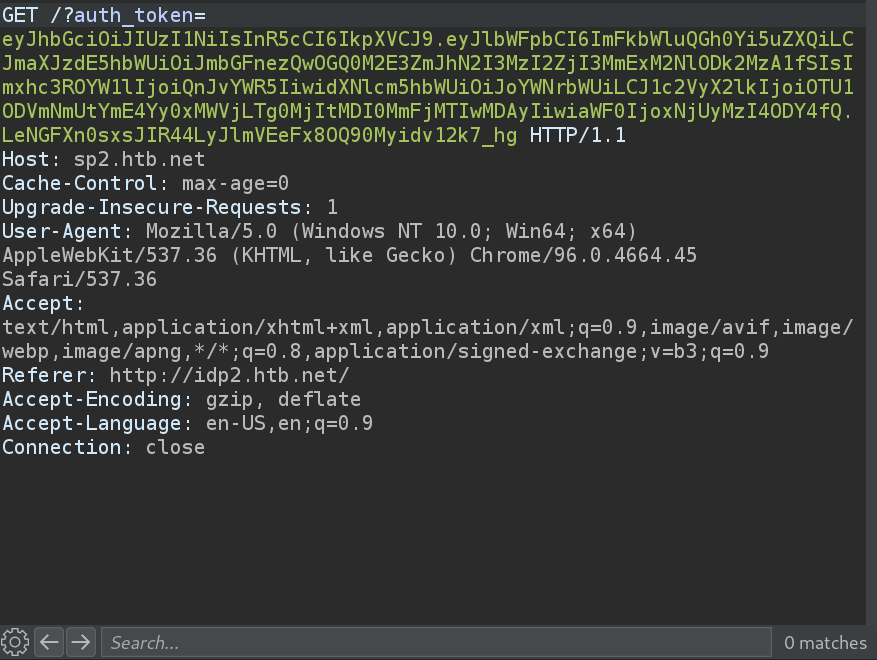 GET /?auth_token=
eyJhbGciOiJIUzI1NiIsInR5cCI6IkpXVCJ9.eyJlbWFpbCI6ImFkbWluQGh0Yi5uZXQiLC
JmaXJzdE5hbWUiOiJmbGFnezQwOGQ0M2E3ZmJhN2I3MzI2ZjI3MmExM2NlODk2MzA1fSIsI
mxhc3ROYW1lIjoiQnJvYWR5IiwidXNlcm5hbWUiOiJoYWNrbWUiLCJ1c2VyX2lkIjoiOTU1
ODVmNmUtYmE4Yy0xMWVjLTg0MjItMDI0MmFjMTIwMDAyIiwiaWF0IjoxNjUyMzI4ODY4fQ.
LeNGFXn0sxsJIR44LyJlmVEeFx8OQ90Myidv12k7_hg HTTP/1.1
Host: sp2.htb.net
Cache-Control: max-age=0
Upgrade-Insecure-Requests: 1
User-Agent: Mozilla/5.0 (Windows NT 10.0; Win64; x64)
AppleWebKit/537.36 (KHTML, like Gecko) Chrome/96.0.4664.45
Safari/537.36
Accept:
text/html,application/xhtml+xml,application/xml;q=0.9,image/avif,image/
webp,image/apng,*/*;q=0.8,application/signed-exchange;v=b3;q=0.9
Referer: http://idp2.htb.net/
Accept-Encoding: gzip, deflate
Accept-Language: en-US,en;q=0.9
Connection: close
Search... 0 matches